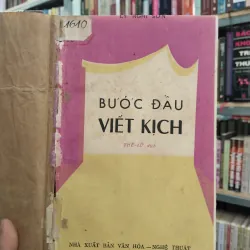 1610
BƯỚC ĐẦU
VIẾT KỊCH
NHÀ XUẤT BẢN VĂN HÓA — NGHỆ THUẬT